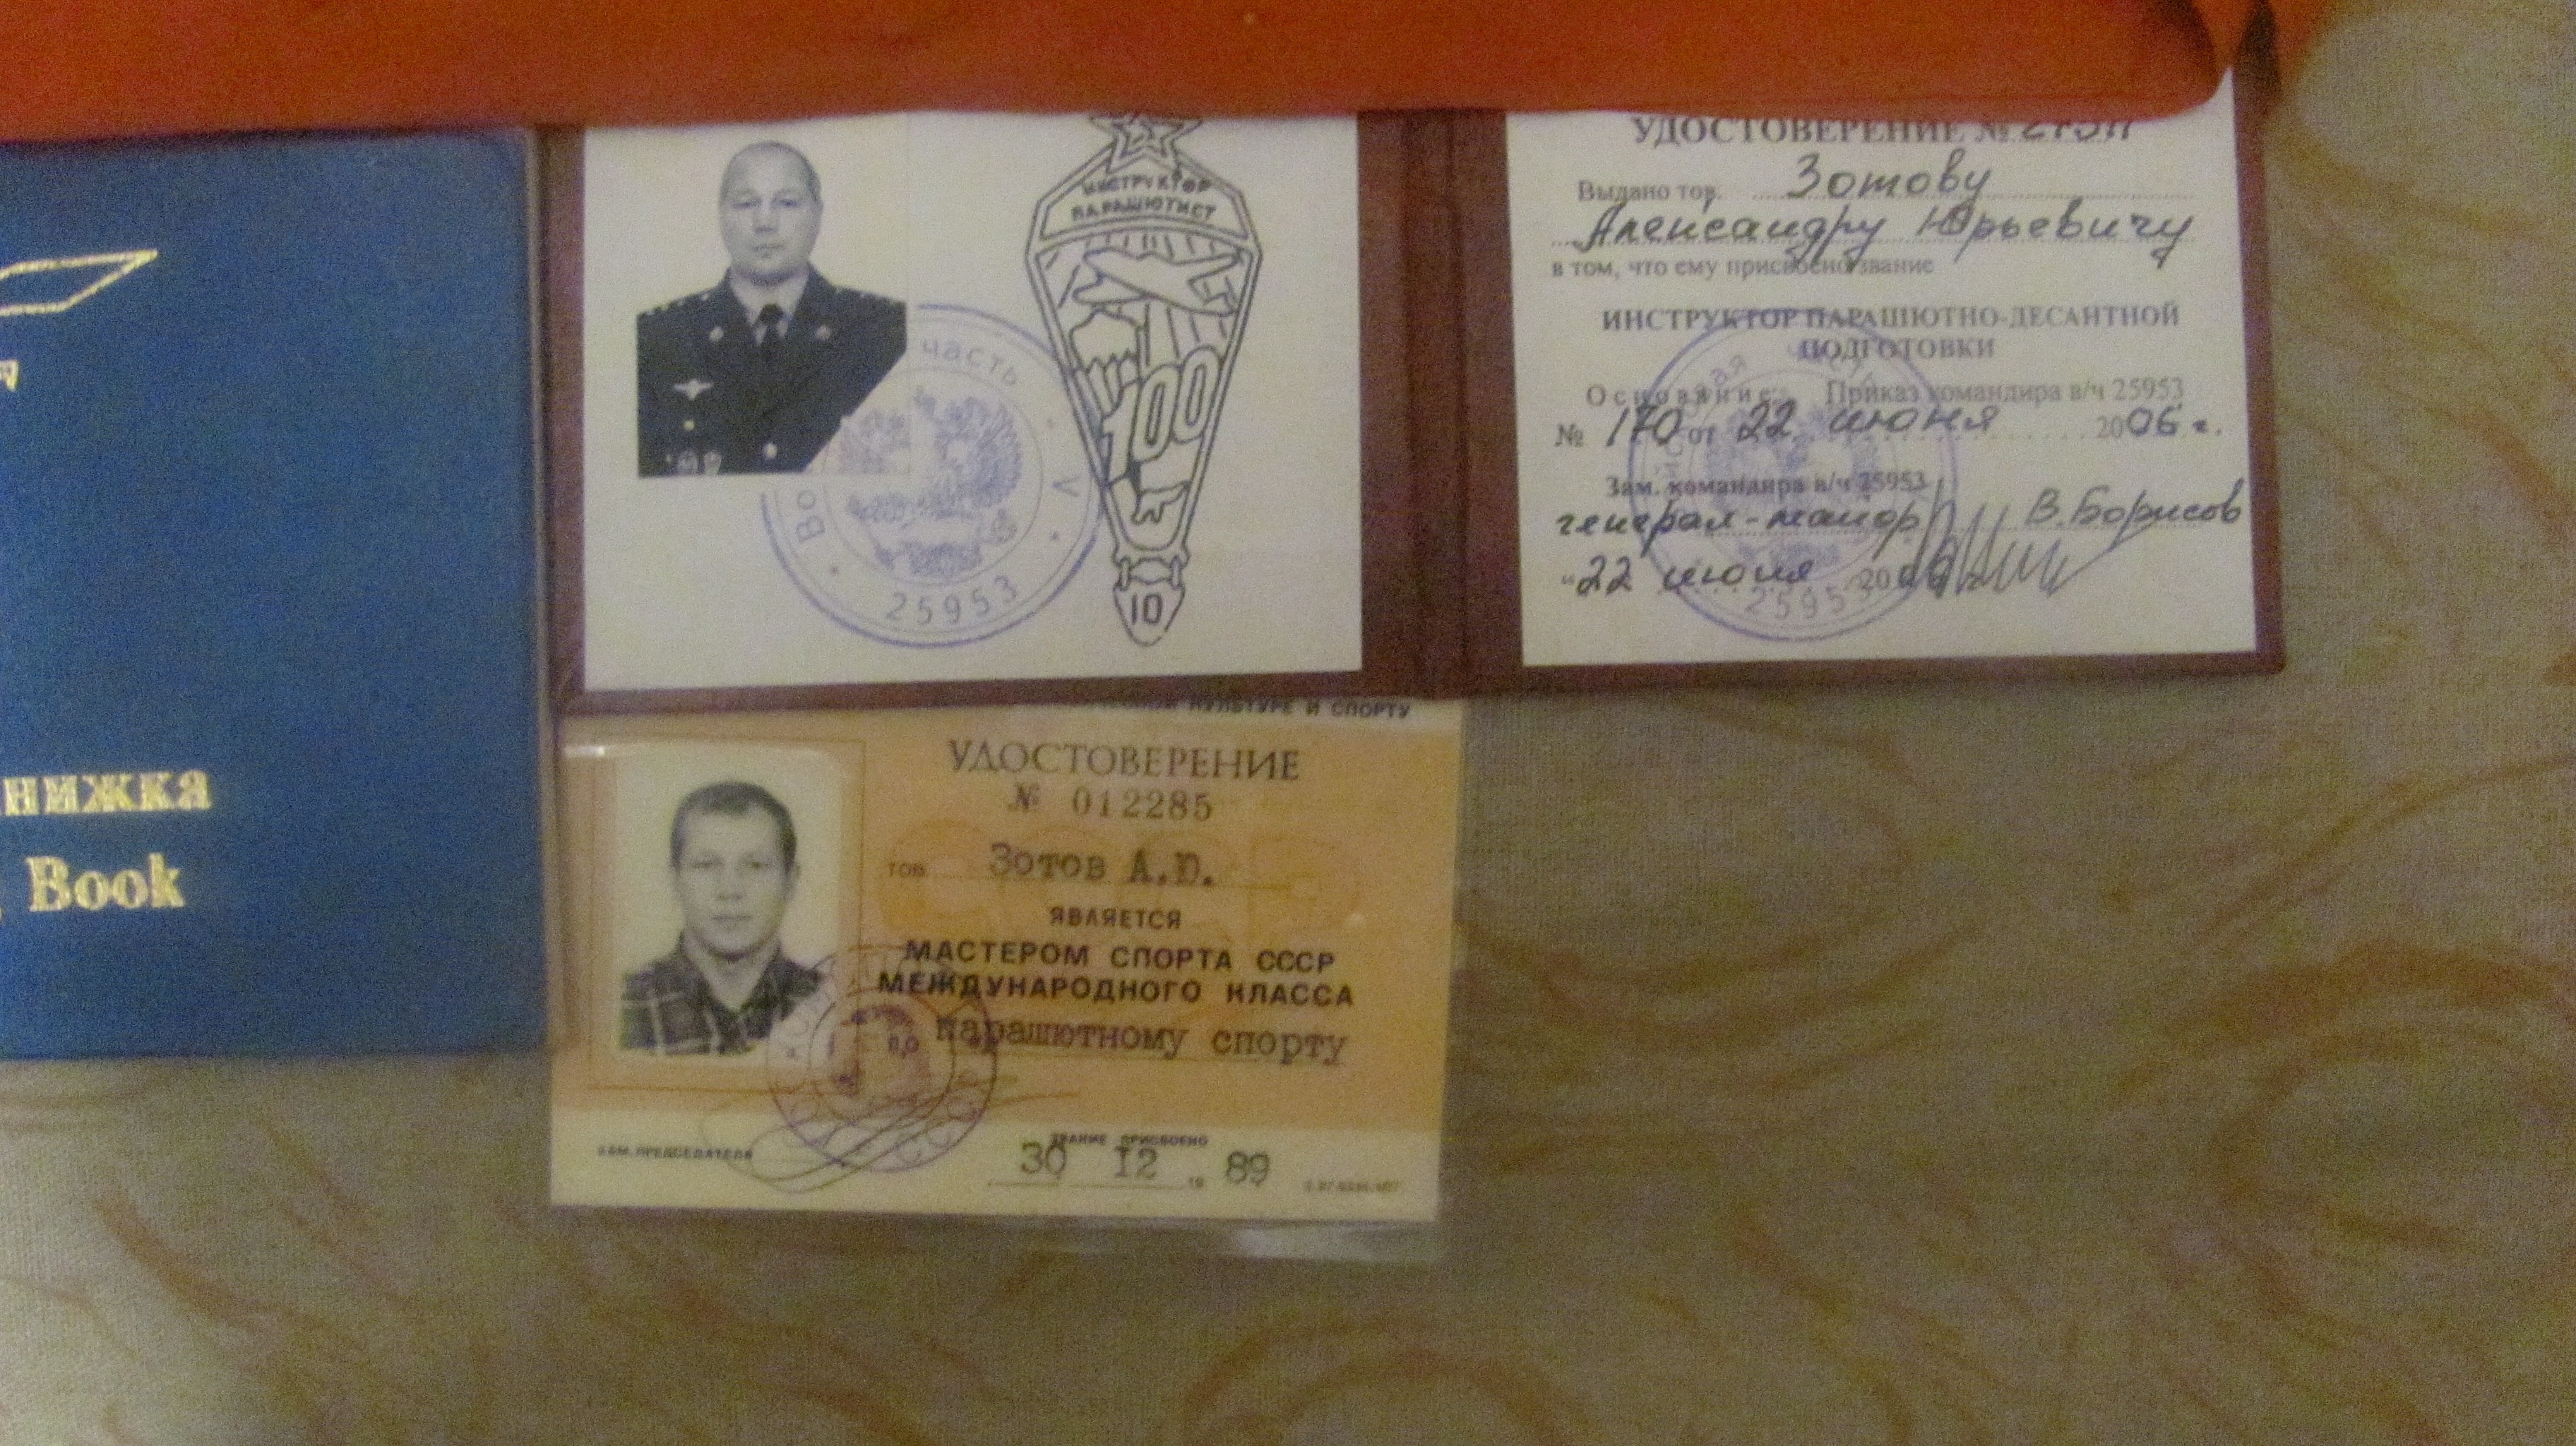 нижка
Book
ИНСТРУКТОР
ПАРАШЮТИСТ
100
10
часть
25953
УДОСТОВЕРЕНИЕ №
Выдано тов. Зотову
Александру Юрьевичу
в том, что ему присвоено звание
ИНСТРУКТОР ПАРАШЮТНО-ДЕСАНТНОЙ
ПОДГОТОВКИ
Основание: Приказ командира в/ч 25953
№ 170 от 22 июня 2006 г.
Зам. командира в/ч 25953
генерал-майор В. Борисов
"22 июня 2006
25953
КУЛЬТУРЕ И СПОРТУ
УДОСТОВЕРЕНИЕ
№ 012285
тов. Зотов А.Ю.
ЯВЛЯЕТСЯ
МАСТЕРОМ СПОРТА СССР
МЕЖДУНАРОДНОГО КЛАССА
парашютному спорту
ЗАМ. ПРЕДСЕДАТЕЛЯ
ЗВАНИЕ ПРИСВОЕНО
30 12 19 89